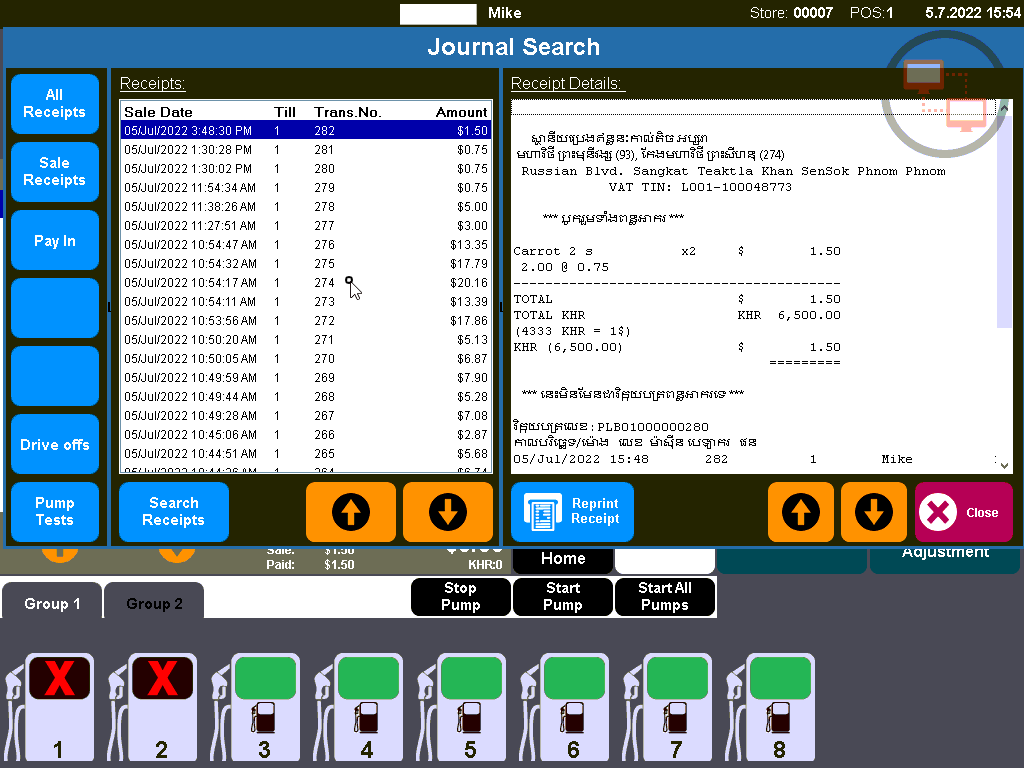 Mike
Store: 00007 POS:1 5.7.2022 15:54
Journal Search
All Receipts
Sale Receipts
Pay In
Drive offs
Pump Tests
Receipts:
Sale Date Till Trans.No. Amount
05/Jul/2022 3:48:30 PM 1 282 $1.50
05/Jul/2022 1:30:28 PM 1 281 $0.75
05/Jul/2022 1:30:02 PM 1 280 $0.75
05/Jul/2022 11:54:34 AM 1 279 $0.75
05/Jul/2022 11:38:26 AM 1 278 $5.00
05/Jul/2022 11:27:51 AM 1 277 $3.00
05/Jul/2022 10:54:47 AM 1 276 $13.35
05/Jul/2022 10:54:32 AM 1 275 $17.79
05/Jul/2022 10:54:17 AM 1 274 $20.16
05/Jul/2022 10:54:11 AM 1 273 $13.39
05/Jul/2022 10:53:56 AM 1 272 $17.86
05/Jul/2022 10:50:20 AM 1 271 $5.13
05/Jul/2022 10:50:05 AM 1 270 $6.87
05/Jul/2022 10:49:59 AM 1 269 $7.90
05/Jul/2022 10:49:44 AM 1 268 $5.28
05/Jul/2022 10:49:28 AM 1 267 $7.08
05/Jul/2022 10:45:06 AM 1 266 $2.87
05/Jul/2022 10:44:51 AM 1 265 $5.68
Search Receipts
Receipt Details:
ស្ថានីយប្រេងឥន្ធនះកាល់តិច អប្សរា
មហាវិថី ព្រះមុនីវង្ស (93), កែងមហាវិថី ព្រះសីហនុ (274)
Russian Blvd. Sangkat Teaktla Khan SenSok Phnom Phnom
VAT TIN: L001-100048773
*** បូករួមទាំងពន្ធអាករ ***
Carrot 2 s x2 $ 1.50
2.00 @ 0.75
----------------------------------------
TOTAL $ 1.50
TOTAL KHR KHR 6,500.00
(4333 KHR = 1$)
KHR (6,500.00) $ 1.50
=========
*** នេះមិនមែនជាវិក្កយបត្រពន្ធអាករទេ ***
វិក្កយបត្រលេខ : PLB01000000280
កាលបរិច្ឆេទ/ម៉ោង លេខ ម៉ាស៊ីន បេឡាករ ធន
05/Jul/2022 15:48 282 1 Mike
Reprint Receipt
Close
Sale: $1.50
Paid: $1.50 KHR:0
Home
Adjustment
Group 1
Group 2
Stop Pump
Start Pump
Start All Pumps
X X
1 2 3 4 5 6 7 8